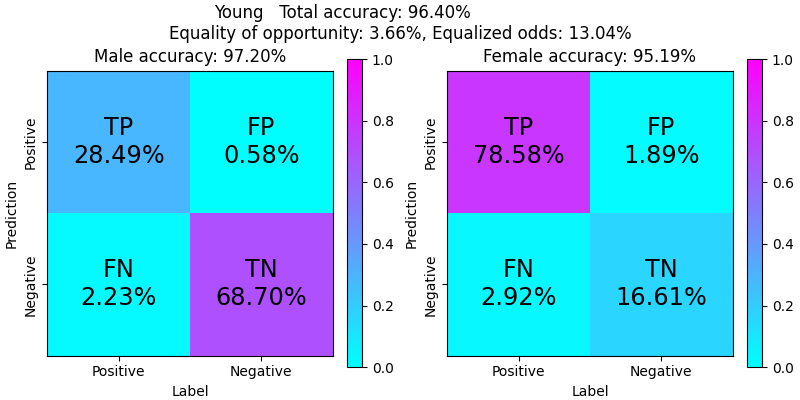 Young   Total accuracy: 96.40%
Equality of opportunity: 3.66%, Equalized odds: 13.04%
Male accuracy: 97.20%
Prediction
Positive
Negative
TP
28.49%
FP
0.58%
FN
2.23%
TN
68.70%
Positive
Negative
Label
1.0
0.8
0.6
0.4
0.2
0.0
Female accuracy: 95.19%
Prediction
Positive
Negative
TP
78.58%
FP
1.89%
FN
2.92%
TN
16.61%
Positive
Negative
Label
1.0
0.8
0.6
0.4
0.2
0.0